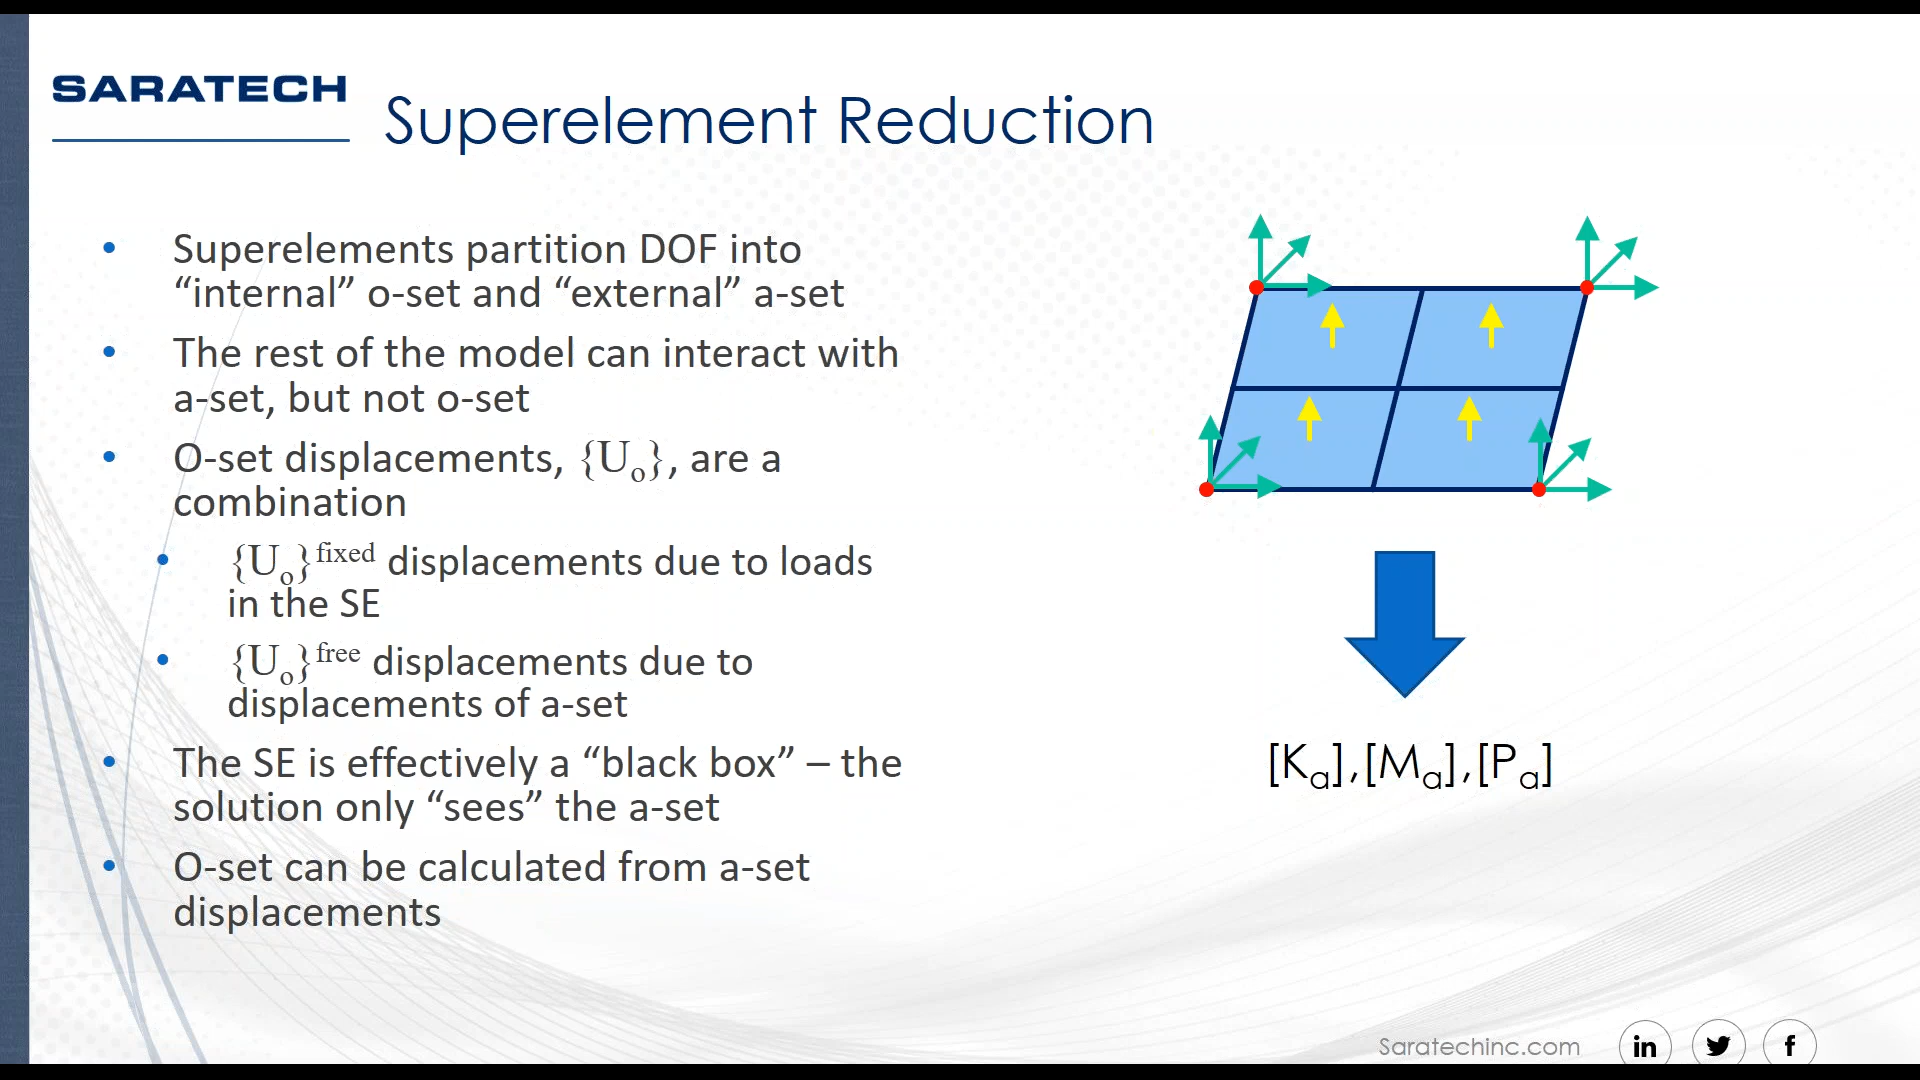 SARATECH
Superelement Reduction
• Superelements partition DOF into
“internal” o-set and “external” a-set
• The rest of the model can interact with
a-set, but not o-set
• O-set displacements, {Uo}, are a
combination
• {Uo}fixed displacements due to loads
in the SE
• {Uo}free displacements due to
displacements of a-set
• The SE is effectively a “black box” – the
solution only “sees” the a-set
• O-set can be calculated from a-set
displacements
[Ka],[Ma],[Pa]
Saratechinc.com
in
f